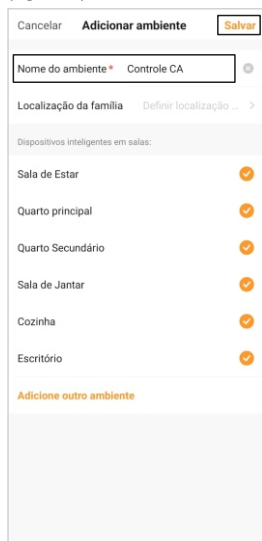 Cancelar Adicionar ambiente Salvar
Nome do ambiente * Controle CA
Localização da família Definir localização ... >
Dispositivos inteligentes em salas:
Sala de Estar
Quarto principal
Quarto Secundário
Sala de Jantar
Cozinha
Escritório
Adicione outro ambiente